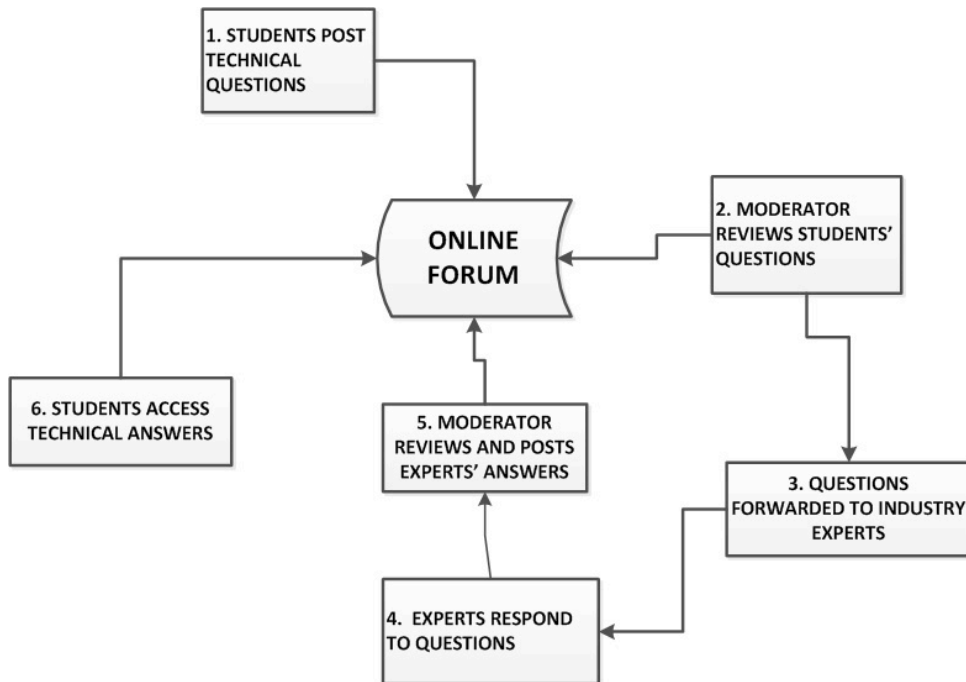 1. STUDENTS POST
TECHNICAL
QUESTIONS
2. MODERATOR
REVIEWS STUDENTS’
QUESTIONS
ONLINE
FORUM
6. STUDENTS ACCESS
TECHNICAL ANSWERS
5. MODERATOR
REVIEWS AND POSTS
EXPERTS’ ANSWERS
3. QUESTIONS
FORWARDED TO INDUSTRY
EXPERTS
4. EXPERTS RESPOND
TO QUESTIONS